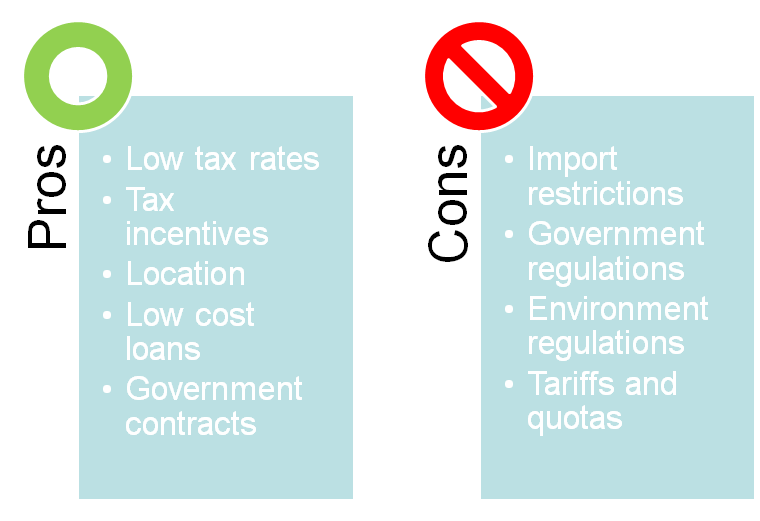 Pros
• Low tax rates
• Tax
incentives
• Location
• Low cost
loans
• Government
contracts
Cons
• Import
restrictions
• Government
regulations
• Environment
regulations
• Tariffs and
quotas